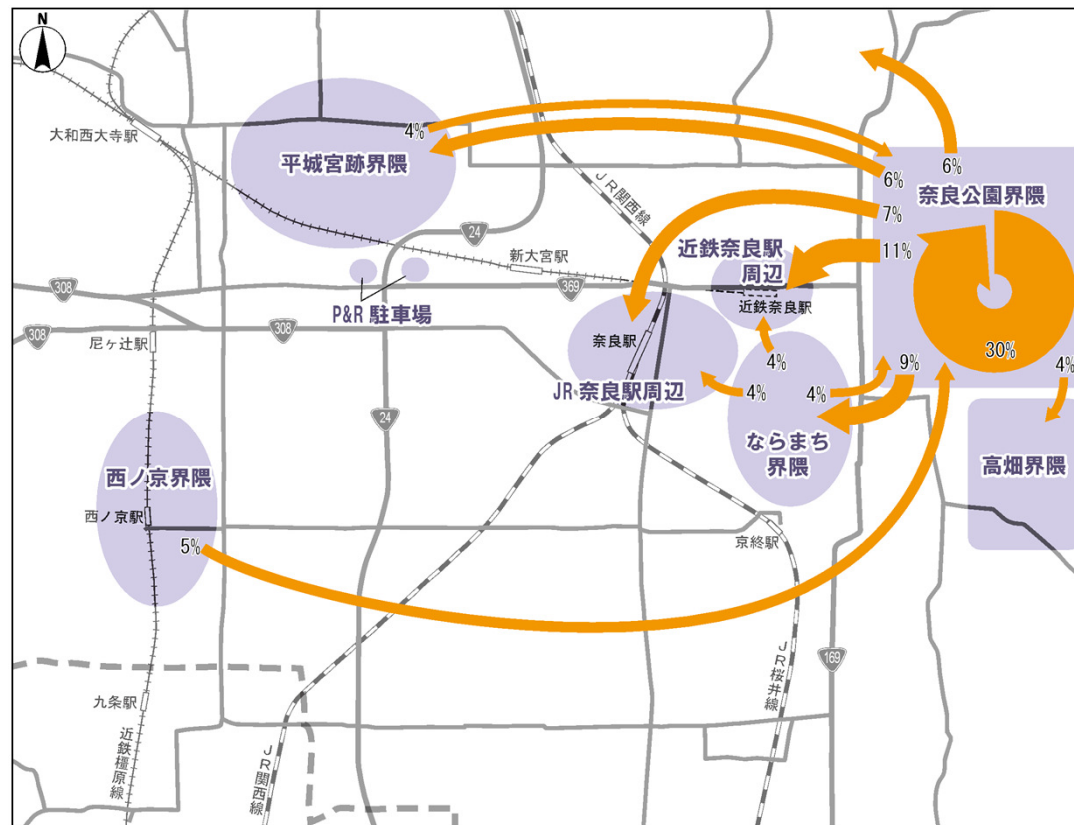 N
大和西大寺駅
4%
平城宮跡界隈
JR関西線
6%
6%
奈良公園界隈
7%
24
新大宮駅
近鉄奈良駅
周辺
11%
308
369
近鉄奈良駅
P&R 駐車場
308
308
尼ヶ辻駅
奈良駅
30%
4%
9%
4%
JR 奈良駅周辺
4%
4%
24
ならまち
界隈
高畑界隈
西ノ京界隈
西ノ京駅
5%
京終駅
169
JR桜井線
九条駅
近鉄橿原線
JR関西線